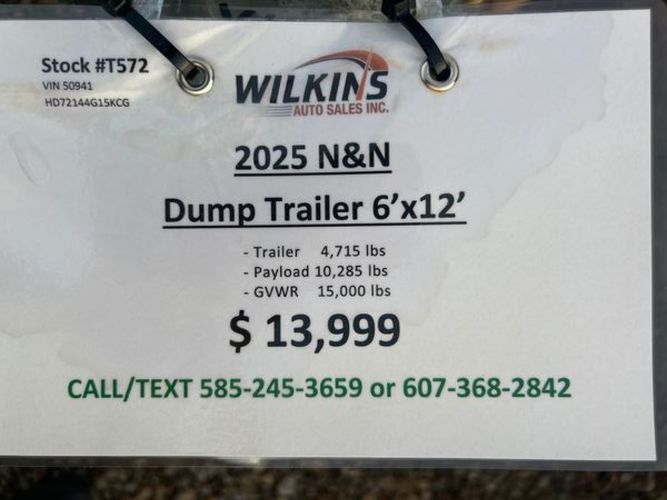 Stock #T572
VIN 50941
HD72144G15KCG
WILKINS
AUTO SALES INC.
2025 N&N
Dump Trailer 6'x12'
- Trailer 4,715 lbs
- Payload 10,285 lbs
- GVWR 15,000 lbs
$ 13,999
CALL/TEXT 585-245-3659 or 607-368-2842